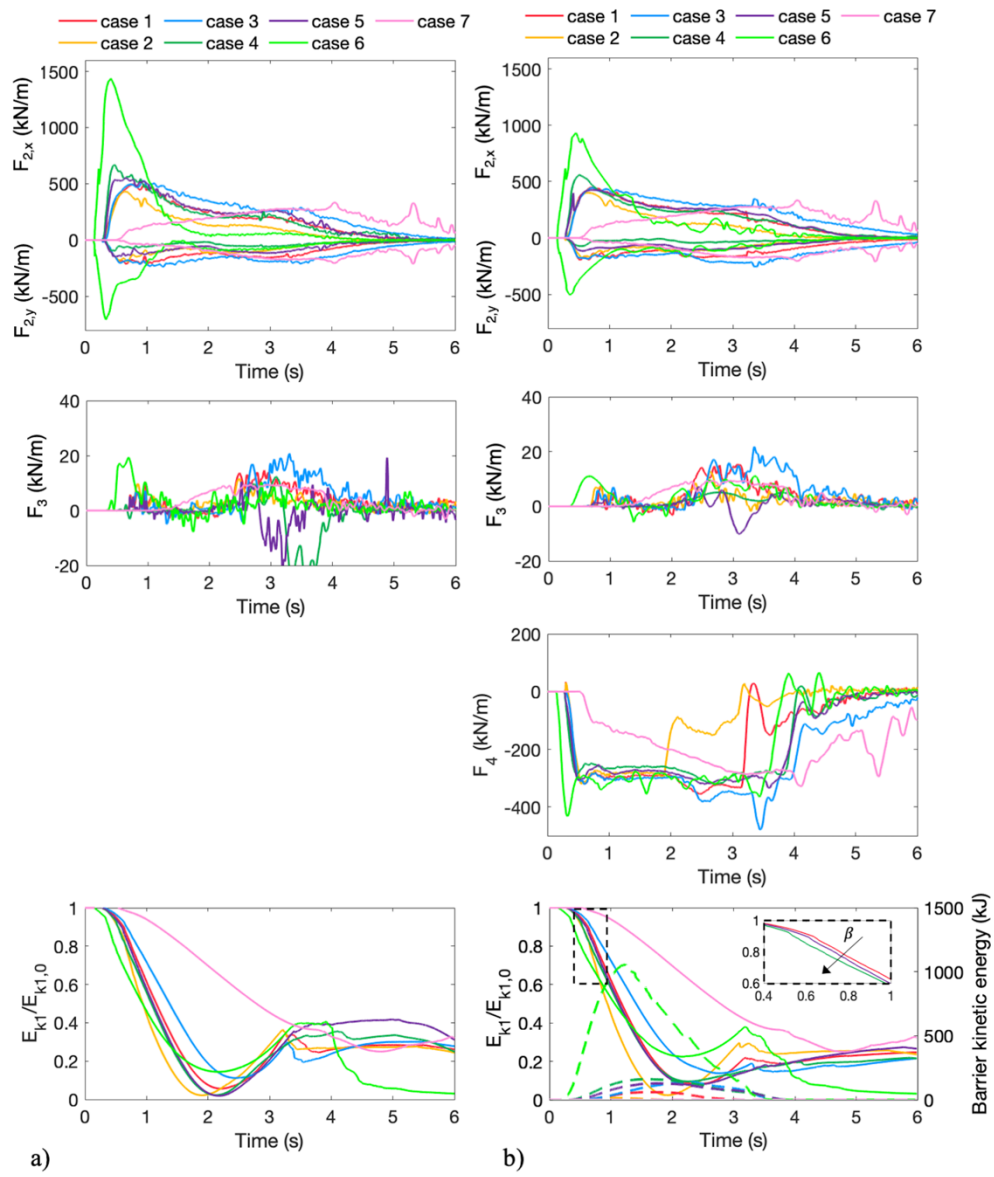 case 1 case 3 case 5 case 7
case 2 case 4 case 6
1500
1000
500
0
-500
F2,x (kN/m)
F2,y (kN/m)
0 1 2 3 4 5 6
Time (s)
40
20
0
-20
F3 (kN/m)
0 1 2 3 4 5 6
Time (s)
1
0.8
0.6
0.4
0.2
0
Ek1/Ek1,0
0 1 2 3 4 5 6
Time (s)
a)
case 1 case 3 case 5 case 7
case 2 case 4 case 6
1500
1000
500
0
-500
F2,x (kN/m)
F2,y (kN/m)
0 1 2 3 4 5 6
Time (s)
40
20
0
-20
F3 (kN/m)
0 1 2 3 4 5 6
Time (s)
200
0
-200
-400
F4 (kN/m)
0 1 2 3 4 5 6
Time (s)
1
0.8
0.6
0.4
0.2
0
Ek1/Ek1,0
1
0.8
0.6
0.4 0.6 0.8 1
β
1500
1000
500
0
Barrier kinetic energy (kJ)
0 1 2 3 4 5 6
Time (s)
b)